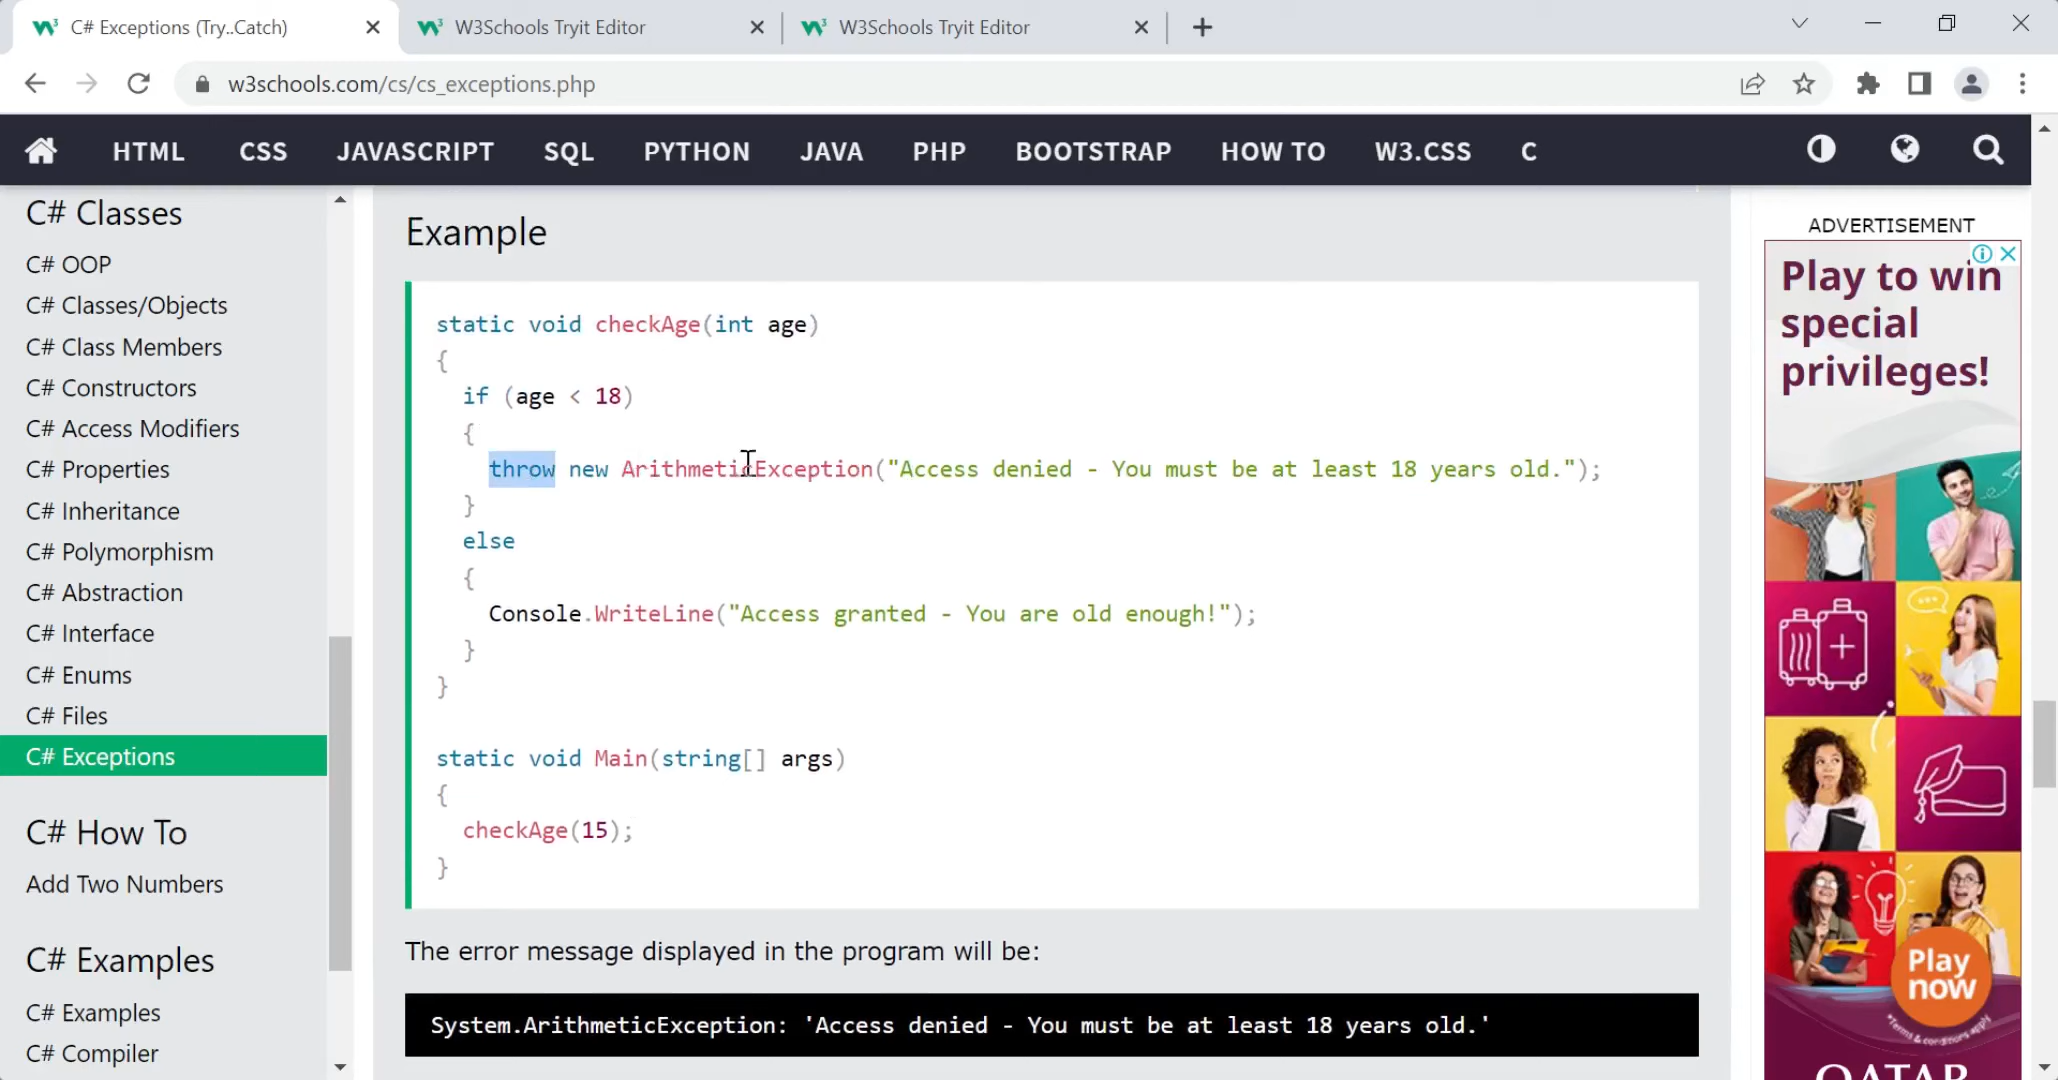 C# Exceptions (Try..Catch)
W3Schools Tryit Editor
W3Schools Tryit Editor
w3schools.com/cs/cs_exceptions.php
HTML CSS JAVASCRIPT SQL PYTHON JAVA PHP BOOTSTRAP HOW TO W3.CSS C
C# Classes
C# OOP
C# Classes/Objects
C# Class Members
C# Constructors
C# Access Modifiers
C# Properties
C# Inheritance
C# Polymorphism
C# Abstraction
C# Interface
C# Enums
C# Files
C# Exceptions
C# How To
Add Two Numbers
C# Examples
C# Examples
C# Compiler
Example
static void checkAge(int age)
{
  if (age < 18)
  {
    throw new ArithmeticException("Access denied - You must be at least 18 years old.");
  }
  else
  {
    Console.WriteLine("Access granted - You are old enough!");
  }
}
static void Main(string[] args)
{
  checkAge(15);
}
The error message displayed in the program will be:
System.ArithmeticException: 'Access denied - You must be at least 18 years old.'
ADVERTISEMENT
Play to win
special
privileges!
Play
now
*Terms & conditions apply
QATAR